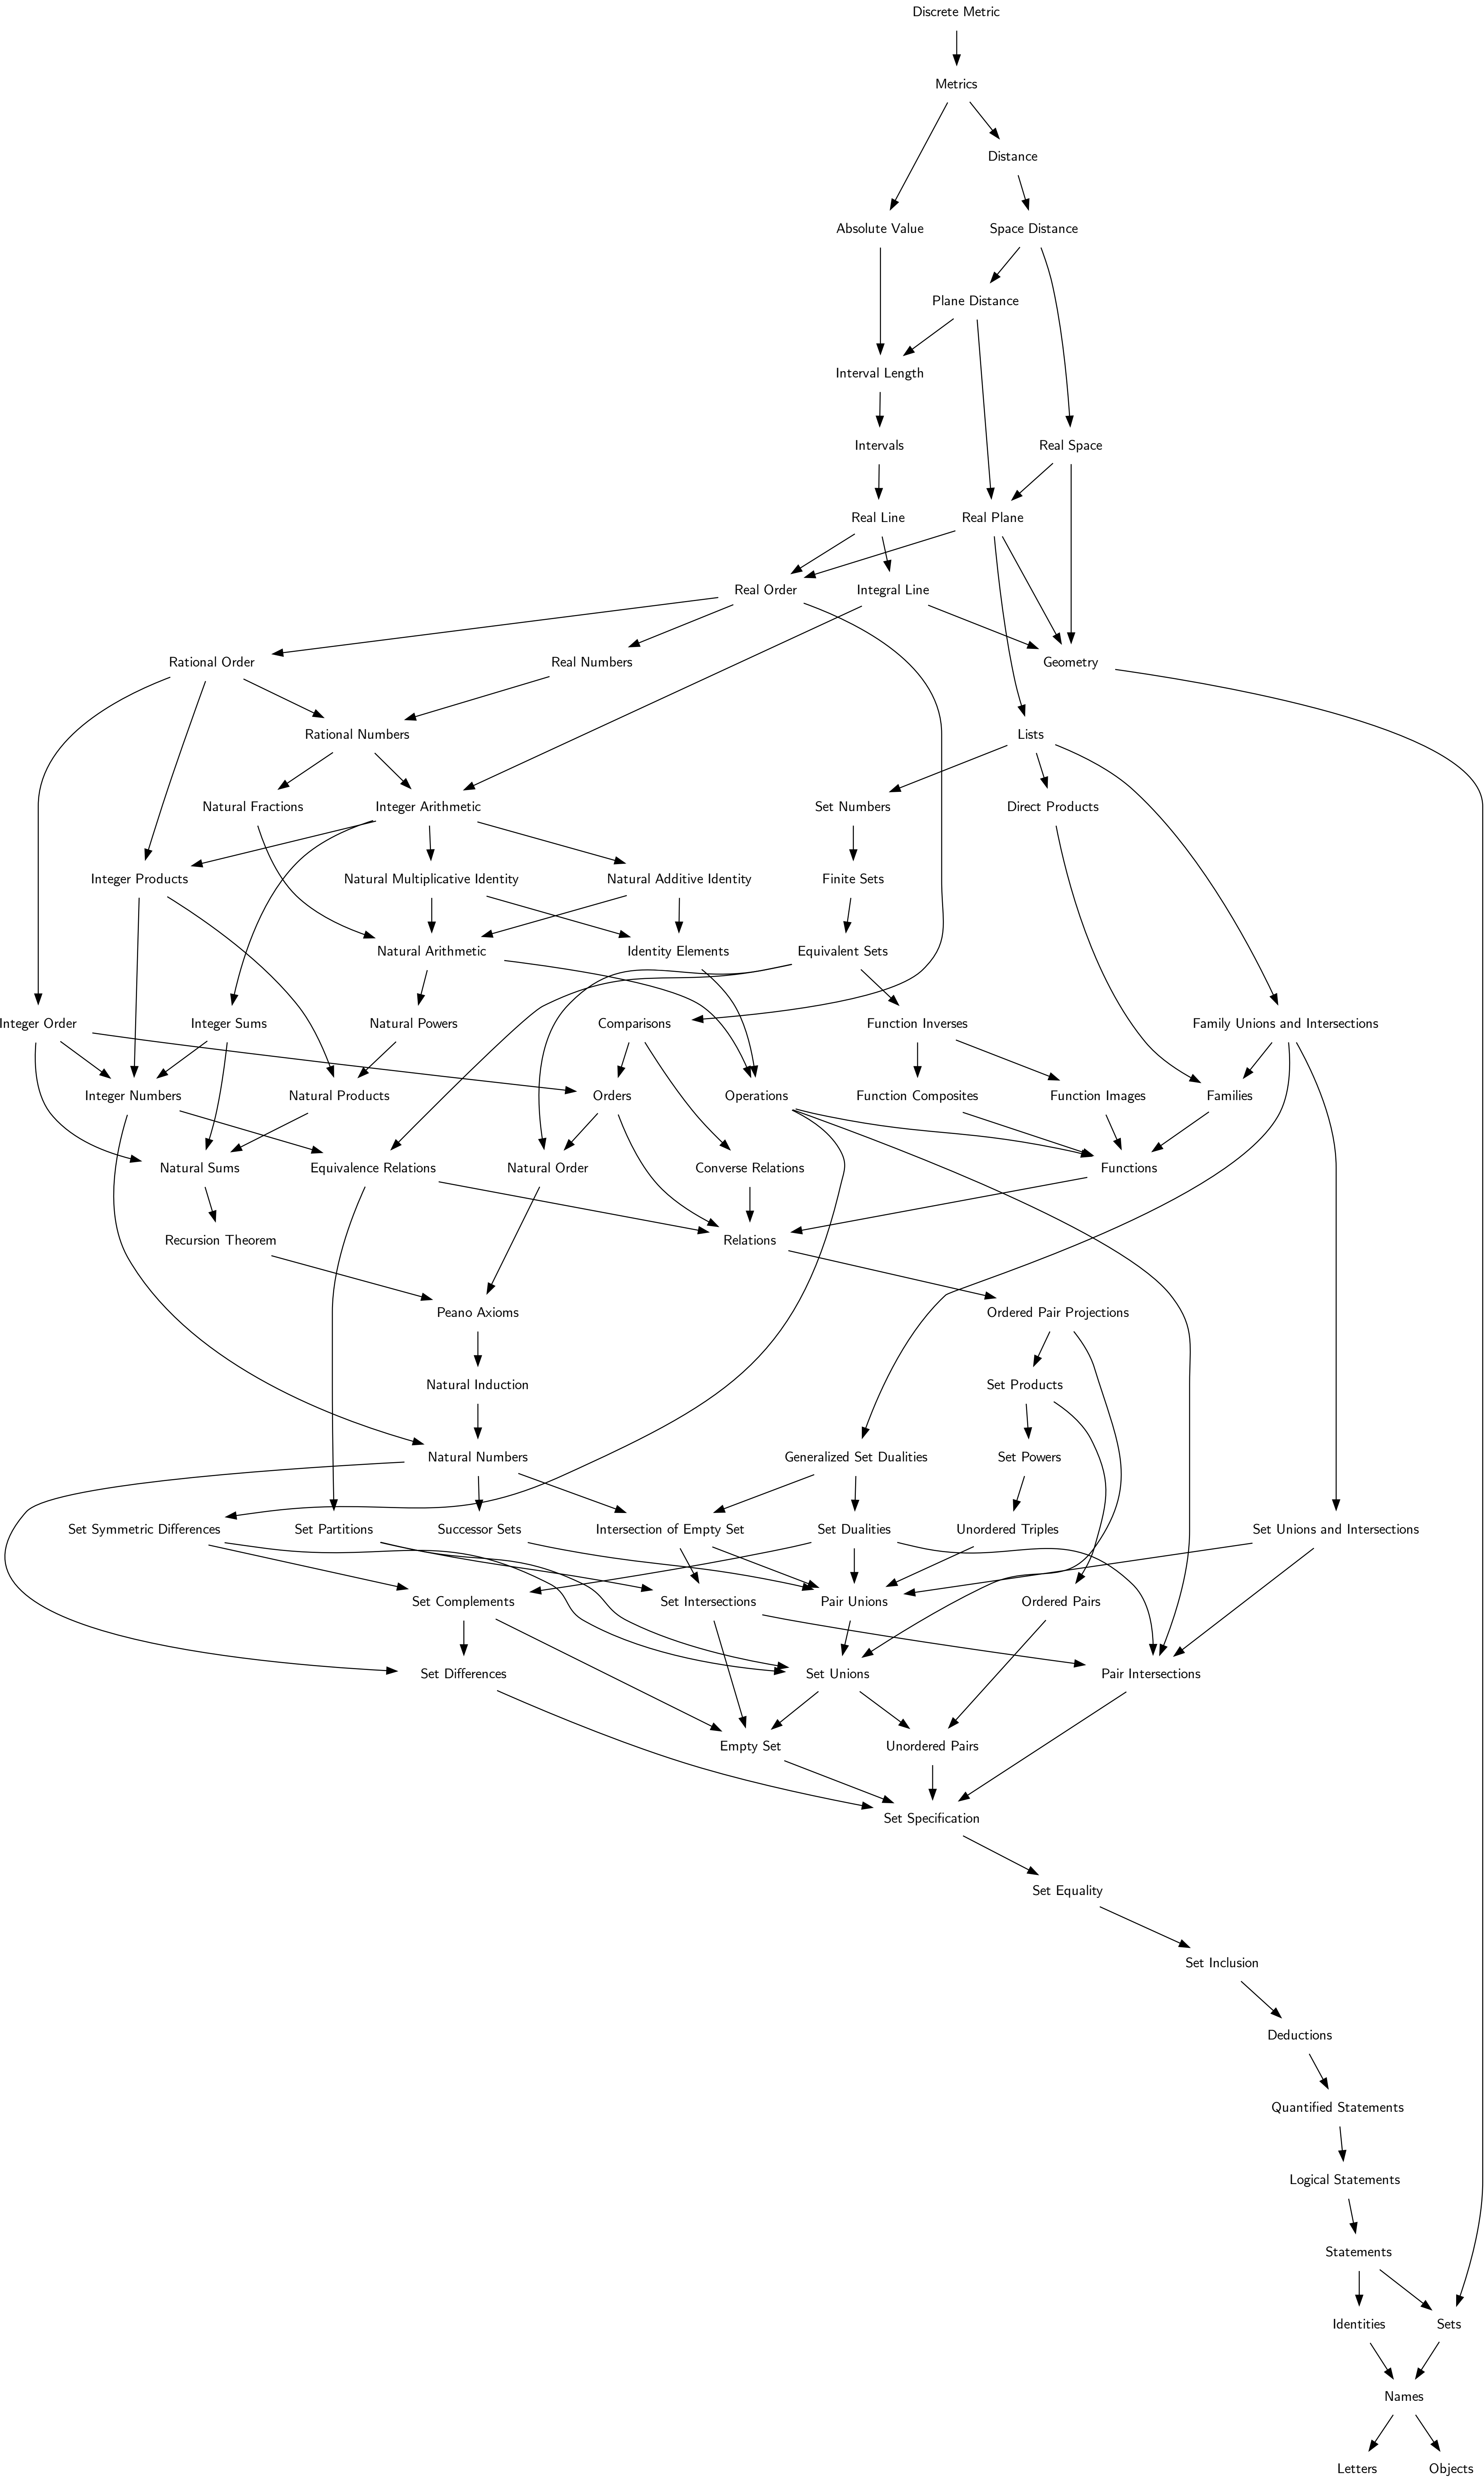 Discrete Metric
Metrics
Distance
Absolute Value
Space Distance
Plane Distance
Interval Length
Intervals
Real Space
Real Line
Real Plane
Real Order
Integral Line
Rational Order
Real Numbers
Geometry
Rational Numbers
Lists
Natural Fractions
Integer Arithmetic
Set Numbers
Direct Products
Integer Products
Natural Multiplicative Identity
Natural Additive Identity
Finite Sets
Natural Arithmetic
Identity Elements
Equivalent Sets
Integer Order
Integer Sums
Natural Powers
Comparisons
Function Inverses
Family Unions and Intersections
Integer Numbers
Natural Products
Orders
Operations
Function Composites
Function Images
Families
Natural Sums
Equivalence Relations
Natural Order
Converse Relations
Functions
Recursion Theorem
Relations
Peano Axioms
Ordered Pair Projections
Natural Induction
Set Products
Natural Numbers
Generalized Set Dualities
Set Powers
Set Symmetric Differences
Set Partitions
Successor Sets
Intersection of Empty Set
Set Dualities
Unordered Triples
Set Unions and Intersections
Set Complements
Set Intersections
Pair Unions
Ordered Pairs
Set Differences
Set Unions
Pair Intersections
Empty Set
Unordered Pairs
Set Specification
Set Equality
Set Inclusion
Deductions
Quantified Statements
Logical Statements
Statements
Identities
Sets
Names
Letters
Objects